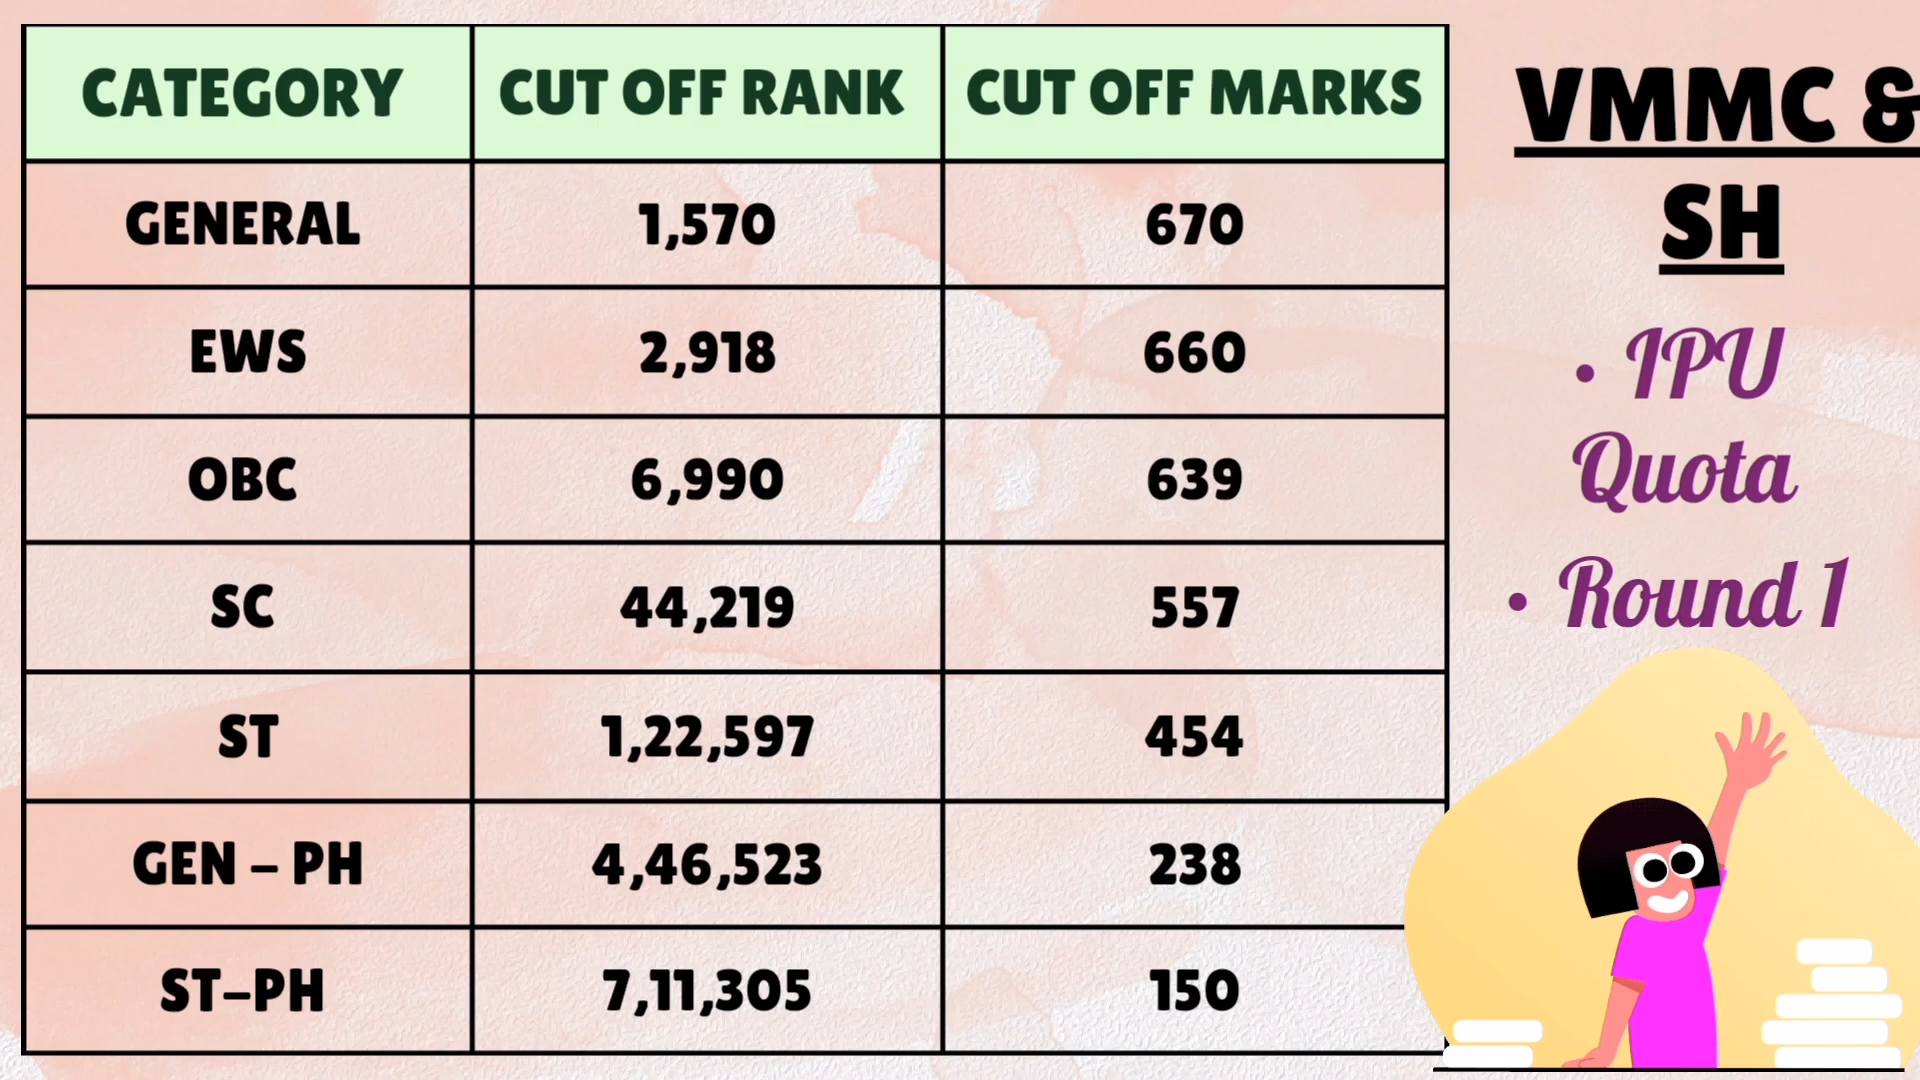 CATEGORY CUT OFF RANK CUT OFF MARKS
GENERAL 1,570 670
EWS 2,918 660
OBC 6,990 639
SC 44,219 557
ST 1,22,597 454
GEN - PH 4,46,523 238
ST-PH 7,11,305 150
VMMC &
SH
• IPU
Quota
• Round 1